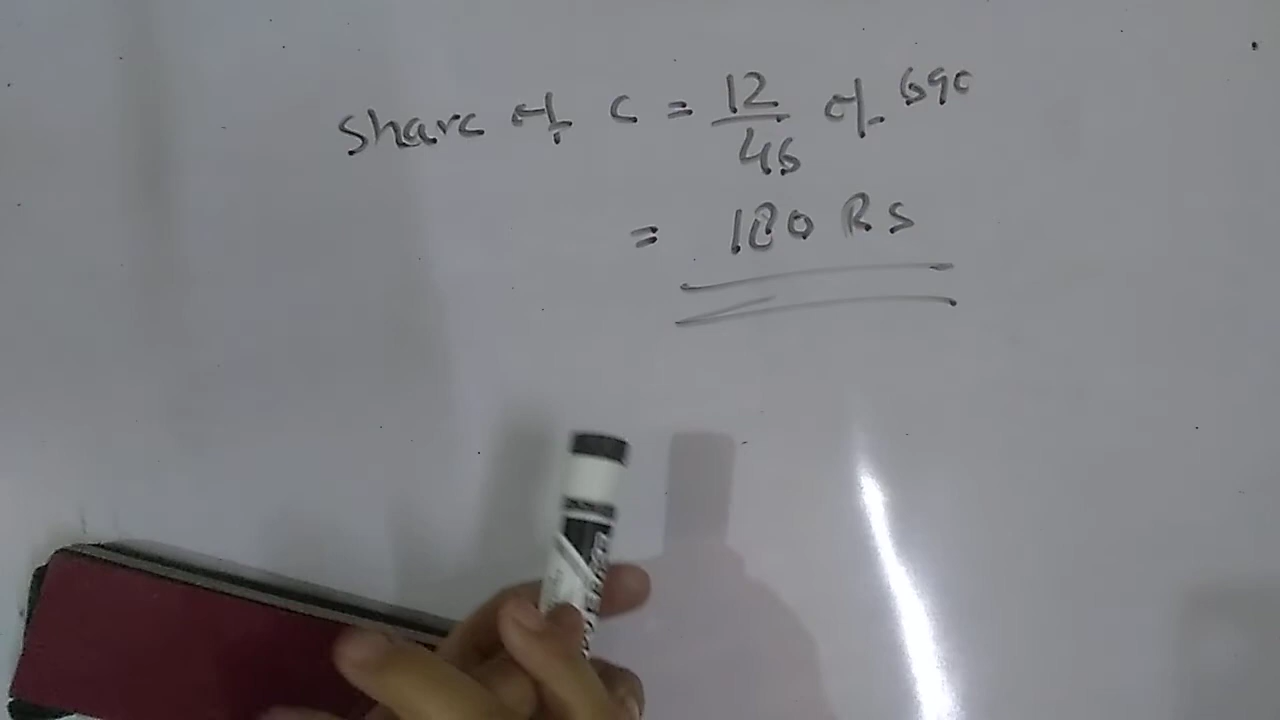 Share of C = 12/46 of 690
= 180 Rs